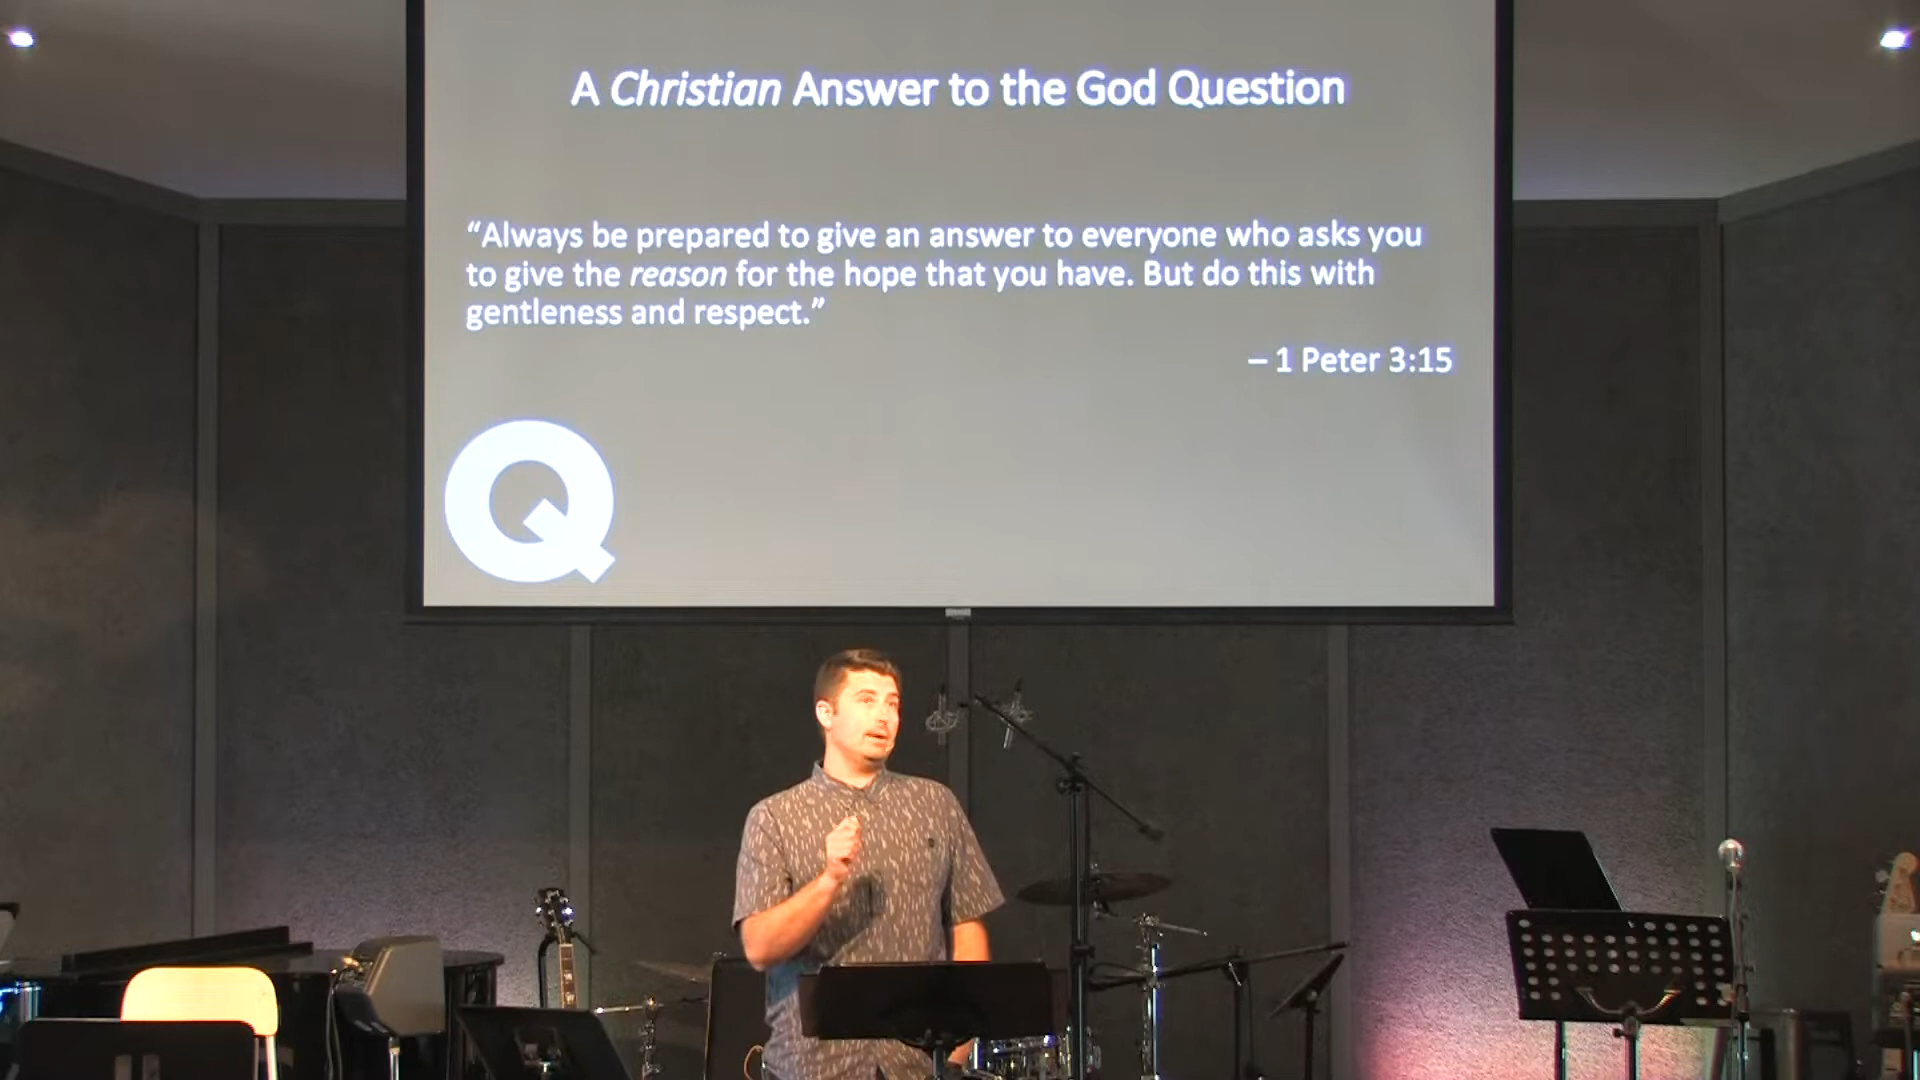 A Christian Answer to the God Question
“Always be prepared to give an answer to everyone who asks you
to give the reason for the hope that you have. But do this with
gentleness and respect.”
– 1 Peter 3:15
Q